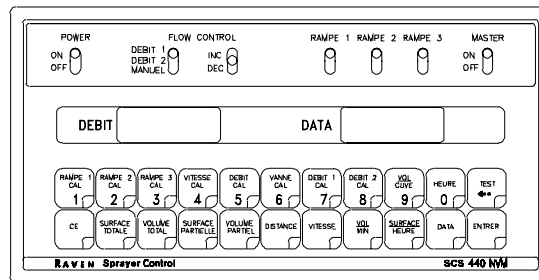 POWER FLOW CONTROL RAMPE 1 RAMPE 2 RAMPE 3 MASTER
ON
OFF
DEBIT 1
DEBIT 2
MANUEL
INC
DEC
ON
OFF
DEBIT DATA
RAMPE 1 CAL 1
RAMPE 2 CAL 2
RAMPE 3 CAL 3
VITESSE CAL 4
DEBIT CAL 5
VANNE CAL 6
DEBIT 1 CAL 7
DEBIT 2 CAL 8
VOL CUVE 9
HEURE 0
TEST
CE
SURFACE TOTALE
VOLUME TOTAL
SURFACE PARTIELLE
VOLUME PARTIEL
DISTANCE
VITESSE
VOL MIN
SURFACE HEURE
DATA
ENTRER
RAVEN Sprayer Control SCS 440 NVM